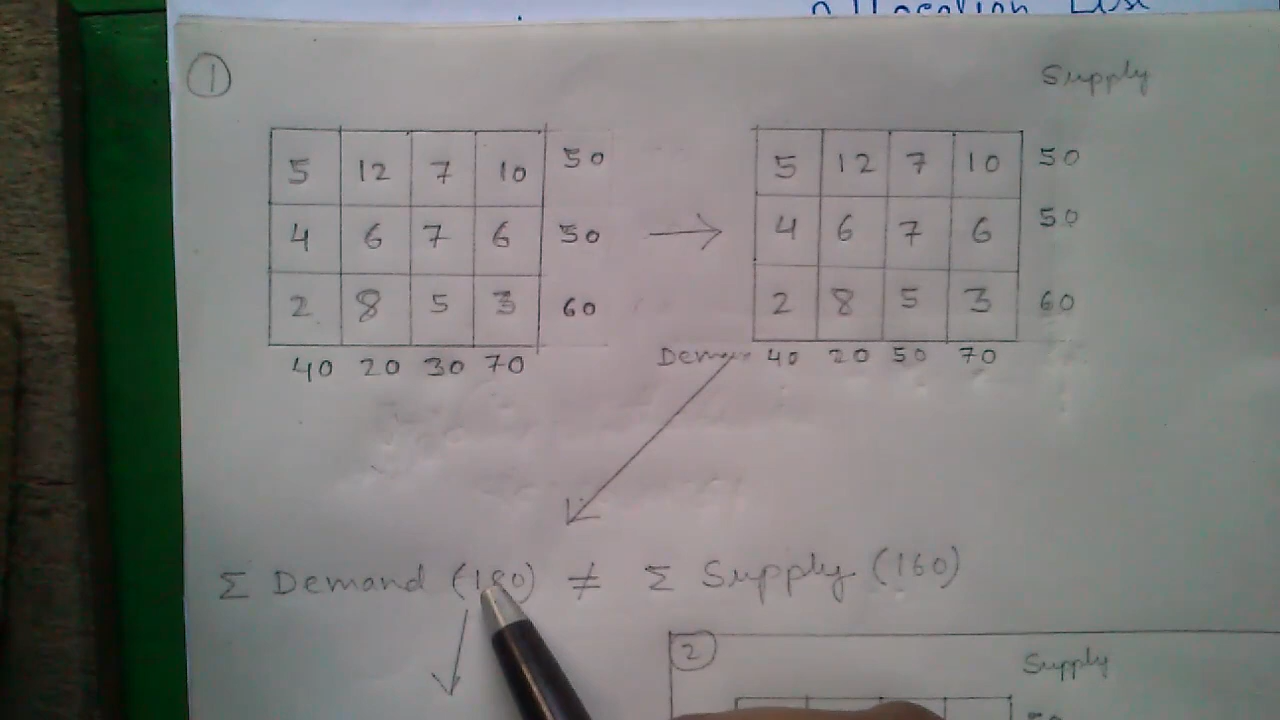 ①
Supply
5 12 7 10 50
4 6 7 6 50
2 8 5 3 60
40 20 30 70
5 12 7 10 50
4 6 7 6 50
2 8 5 3 60
40 20 50 70
Σ Demand (180) ≠ Σ Supply (160)
②
Supply